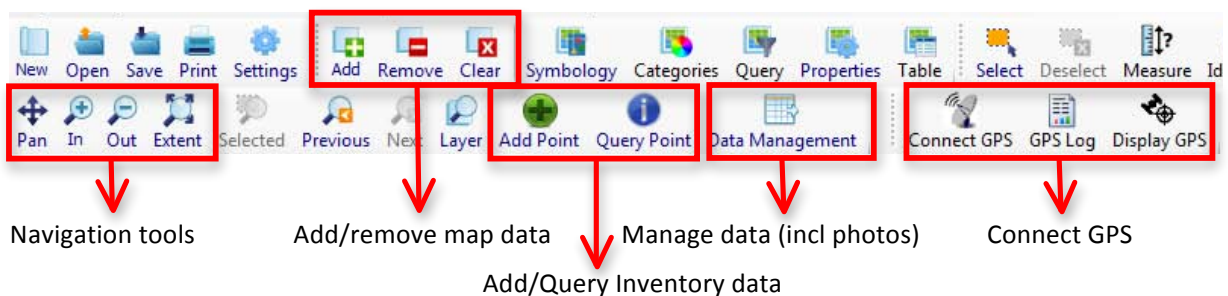 New Open Save Print Settings Add Remove Clear Symbology Categories Query Properties Table Select Deselect Measure Id
Pan In Out Extent Selected Previous Next Layer Add Point Query Point Data Management Connect GPS GPS Log Display GPS
Navigation tools Add/remove map data Manage data (incl photos) Connect GPS
Add/Query Inventory data